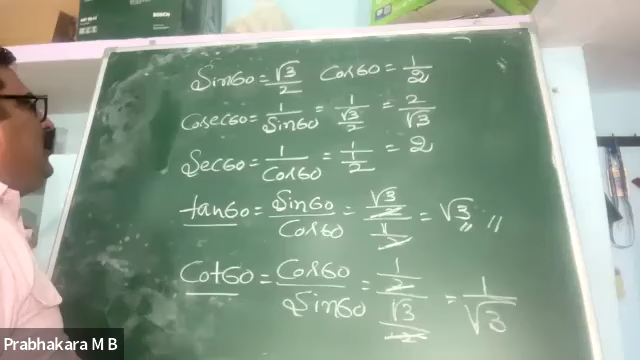 BOSCH
Sin60 = √3/2 Cos60 = 1/2
Cosec60 = 1/Sin60 = 1/(√3/2) = 2/√3
Sec60 = 1/Cos60 = 1/(1/2) = 2
tan60 = Sin60/Cos60 = (√3/2)/(1/2) = √3 〃 〃
Cot60 = Cos60/Sin60 = (1/2)/(√3/2) = 1/√3
Prabhakara M B